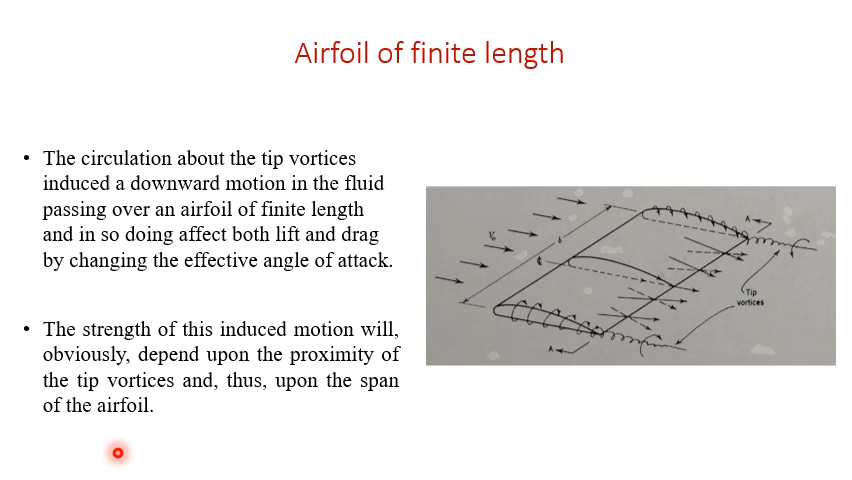 Airfoil of finite length
• The circulation about the tip vortices
induced a downward motion in the fluid
passing over an airfoil of finite length
and in so doing affect both lift and drag
by changing the effective angle of attack.
• The strength of this induced motion will,
obviously, depend upon the proximity of
the tip vortices and, thus, upon the span
of the airfoil.
A
V₀
b
℄
Tip
vortices
A